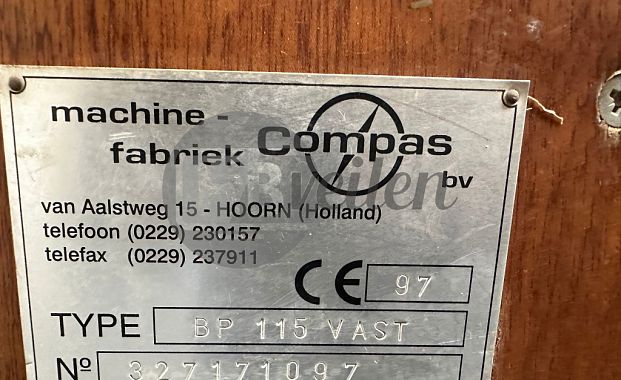 machine -
fabriek Compas bv
van Aalstweg 15 - HOORN (Holland)
telefoon (0229) 230157
telefax (0229) 237911
CE 97
TYPE BP 115 VAST
Nº 327171097
veilen